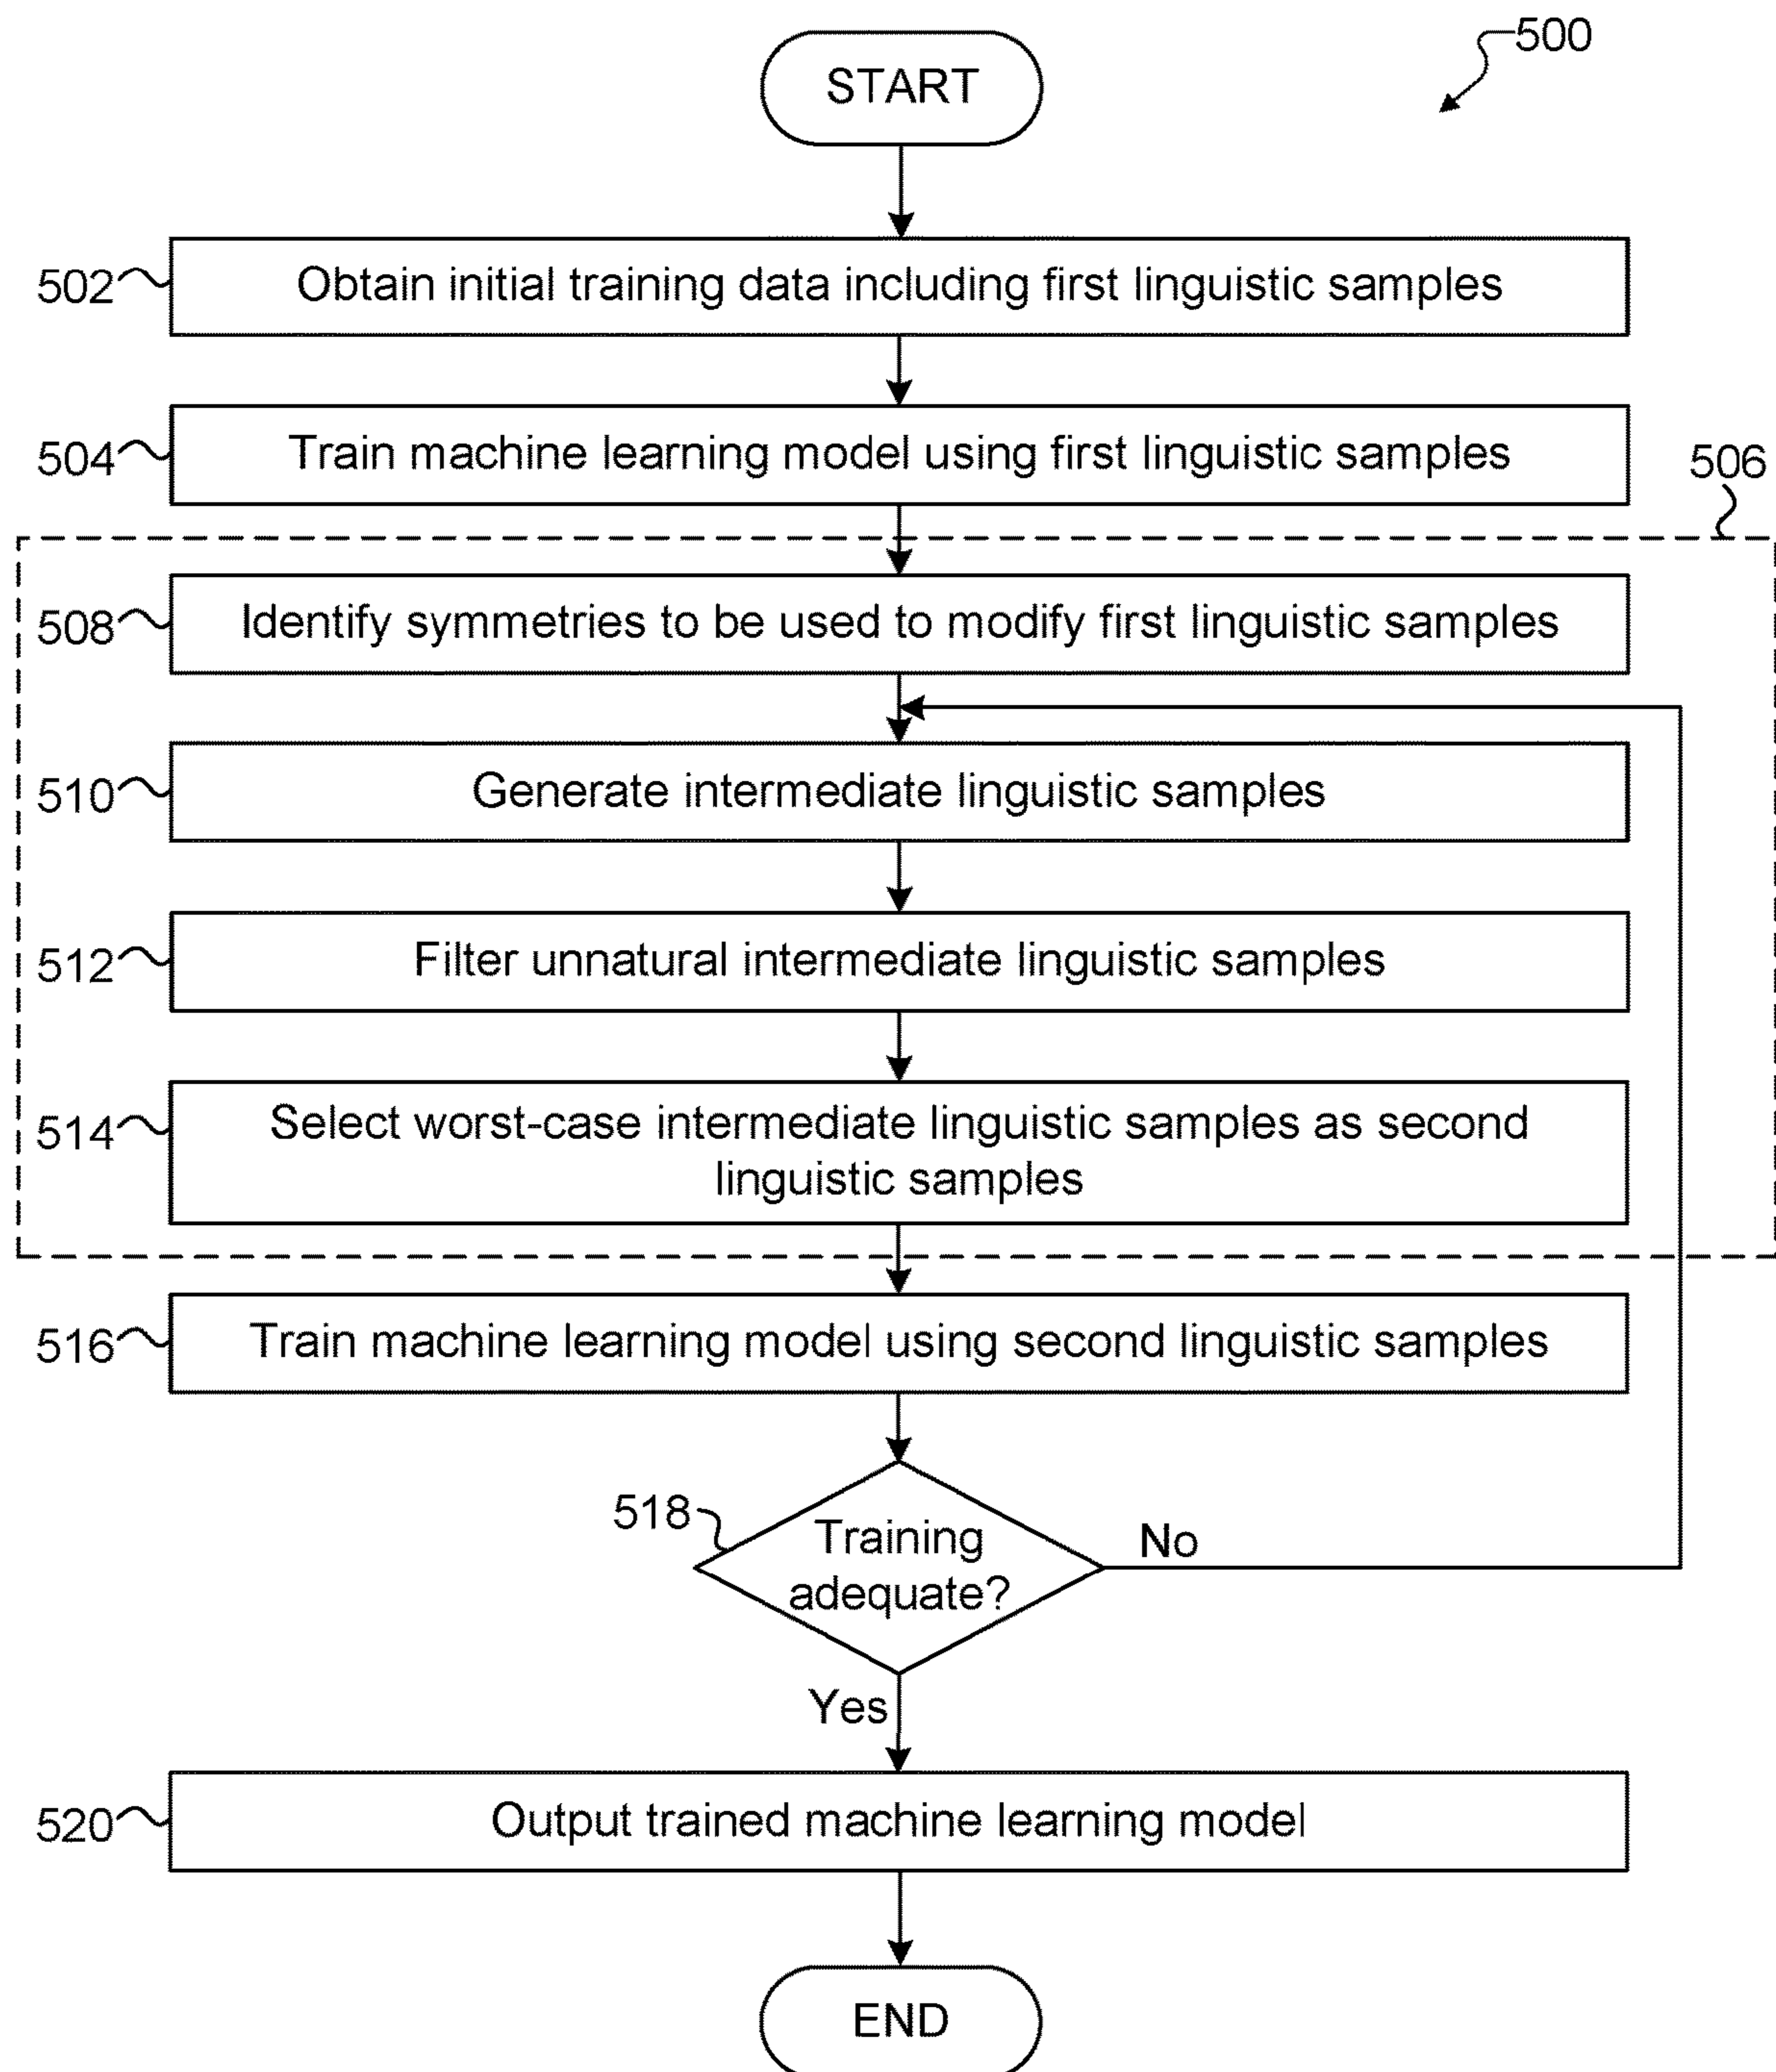 500
START
502
Obtain initial training data including first linguistic samples
504
Train machine learning model using first linguistic samples
506
508
Identify symmetries to be used to modify first linguistic samples
510
Generate intermediate linguistic samples
512
Filter unnatural intermediate linguistic samples
514
Select worst-case intermediate linguistic samples as second
linguistic samples
516
Train machine learning model using second linguistic samples
518
Training
adequate?
No
Yes
520
Output trained machine learning model
END